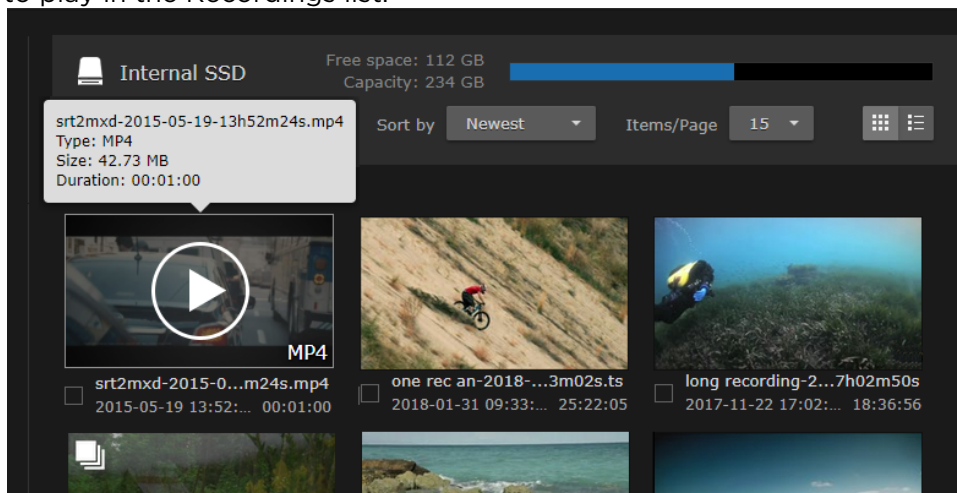 to play in the Recordings list.
Internal SSD
Free space: 112 GB
Capacity: 234 GB
srt2mxd-2015-05-19-13h52m24s.mp4
Type: MP4
Size: 42.73 MB
Duration: 00:01:00
Sort by Newest
Items/Page 15
MP4
srt2mxd-2015-0...m24s.mp4
2015-05-19 13:52:... 00:01:00
one rec an-2018-...3m02s.ts
2018-01-31 09:33:... 25:22:05
long recording-2...7h02m50s
2017-11-22 17:02:... 18:36:56